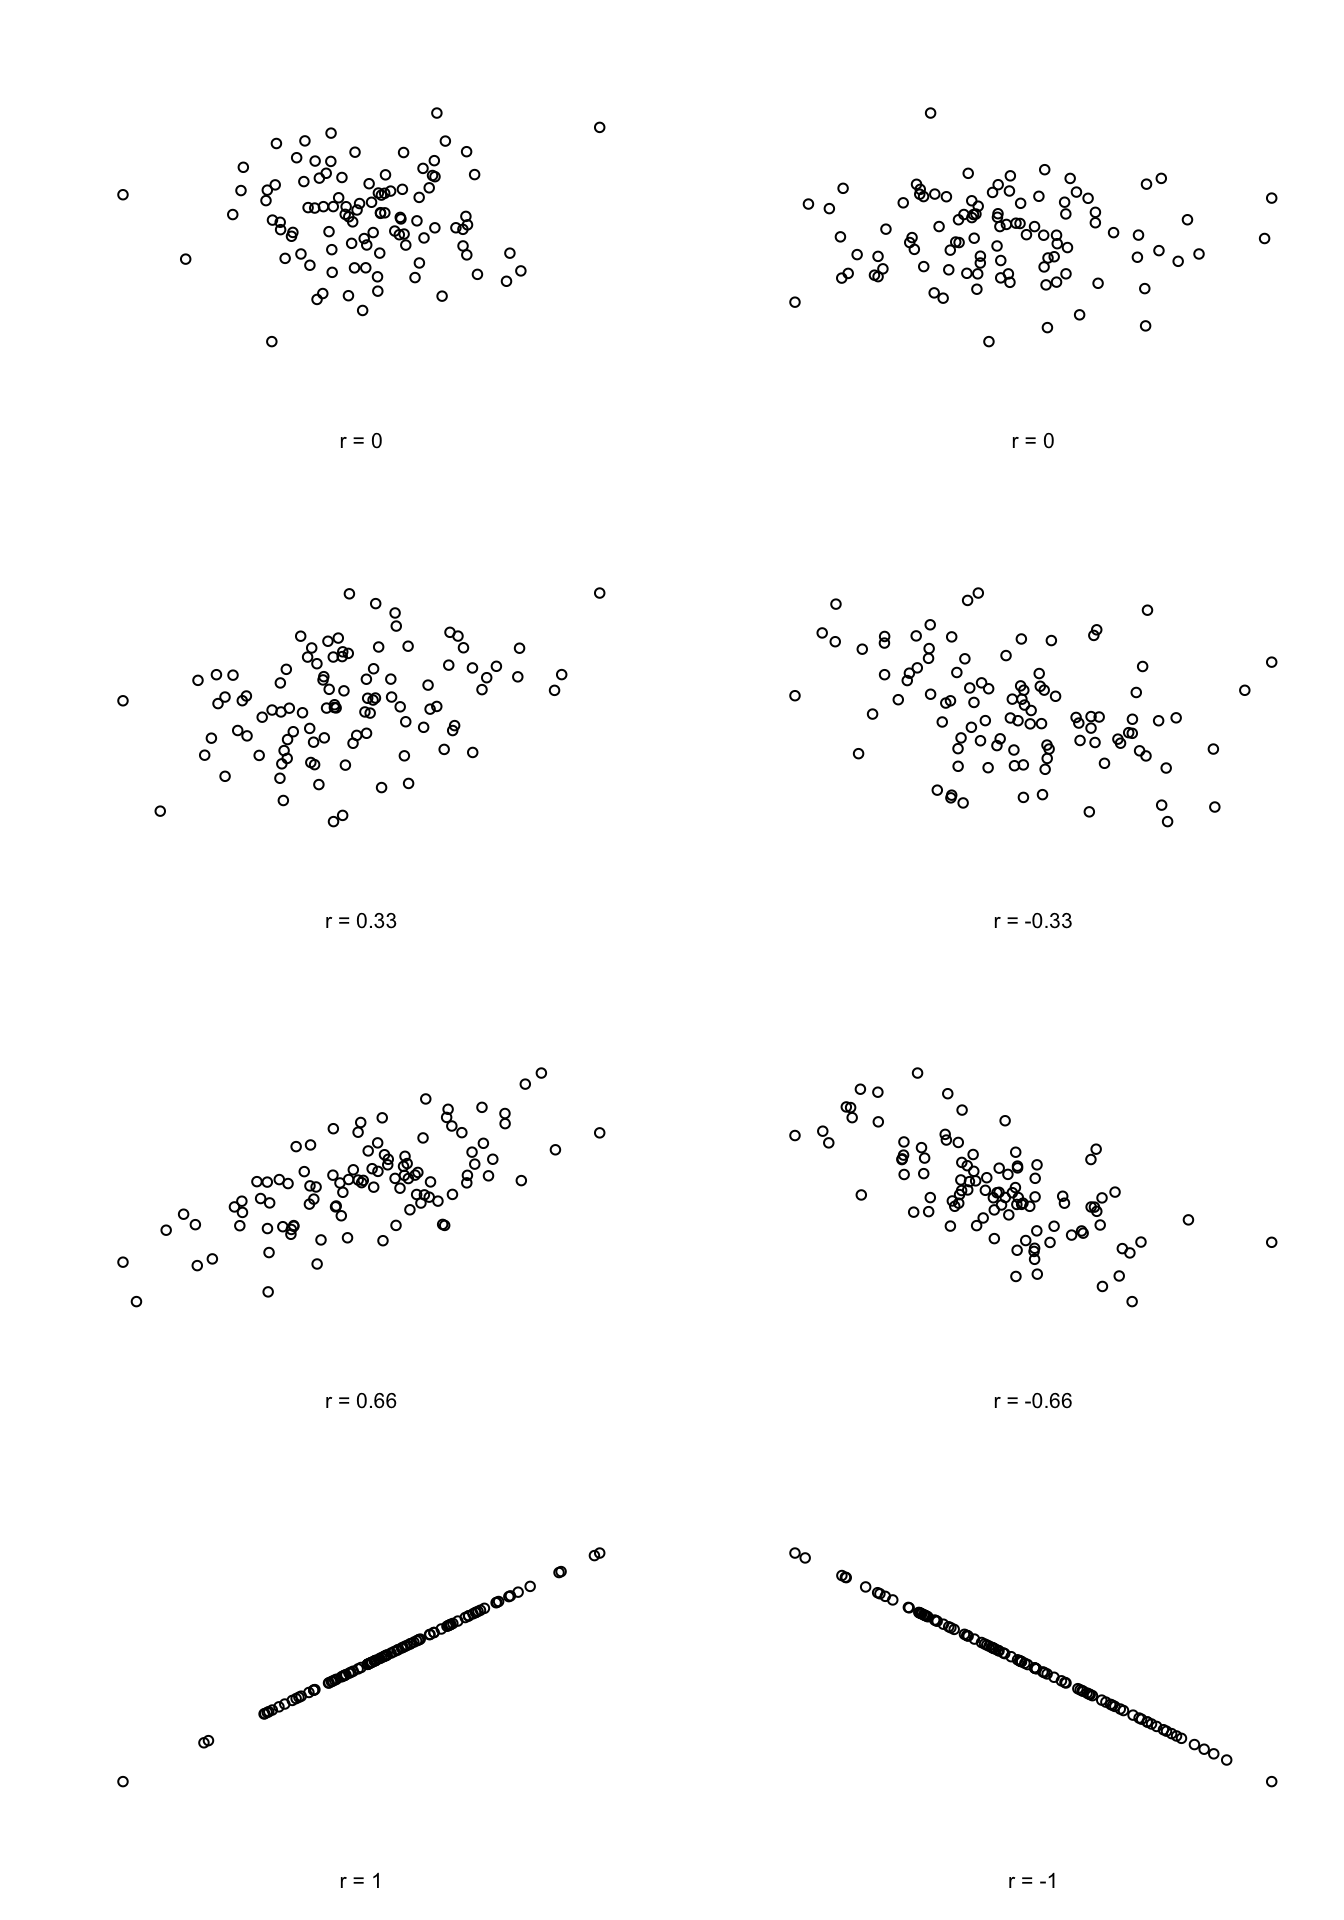 r = 0
r = 0
r = 0.33
r = -0.33
r = 0.66
r = -0.66
r = 1
r = -1